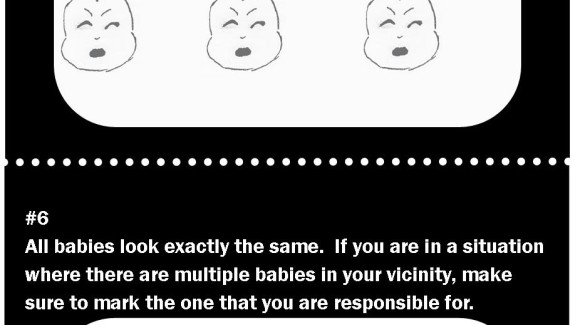 #6
All babies look exactly the same.  If you are in a situation
where there are multiple babies in your vicinity, make
sure to mark the one that you are responsible for.